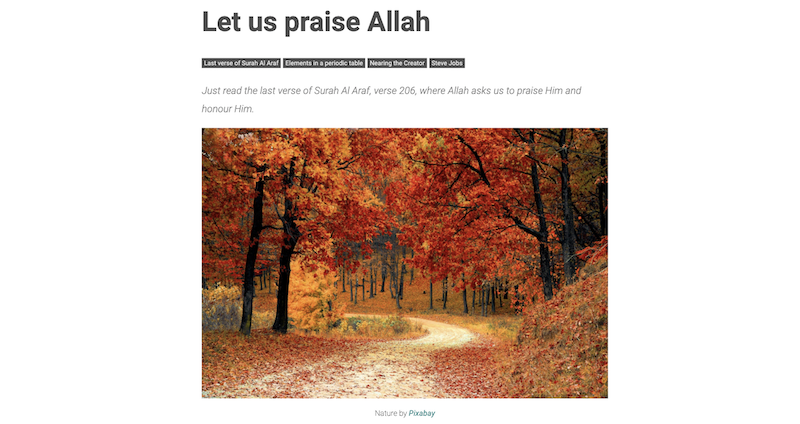 Let us praise Allah
Last verse of Surah Al Araf Elements in a periodic table Nearing the Creator Steve Jobs
Just read the last verse of Surah Al Araf, verse 206, where Allah asks us to praise Him and
honour Him.
Nature by Pixabay